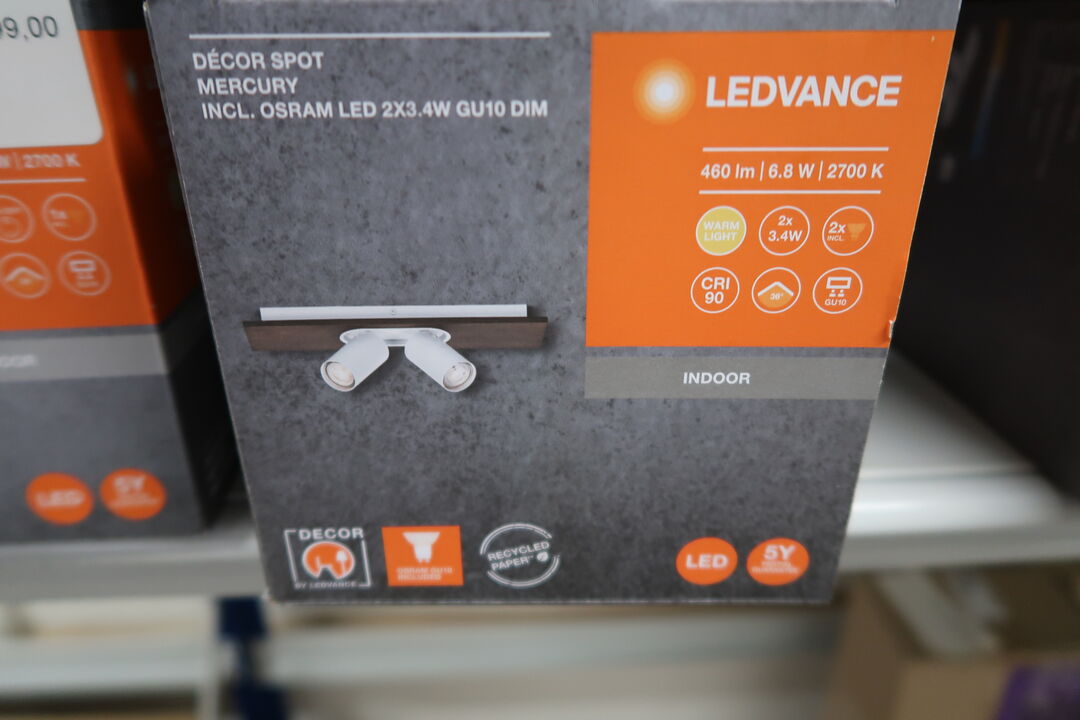 9,00
2700 K
DÉCOR SPOT
MERCURY
INCL. OSRAM LED 2X3.4W GU10 DIM
LEDVANCE
460 lm | 6.8 W | 2700 K
WARM
LIGHT
2x
3.4W
2x
INCL.
CRI
90
36°
GU10
INDOOR
DECOR
BY LEDVANCE
OSRAM GU10
INCLUDED
RECYCLED
PAPER
LED
5Y
LED
5Y